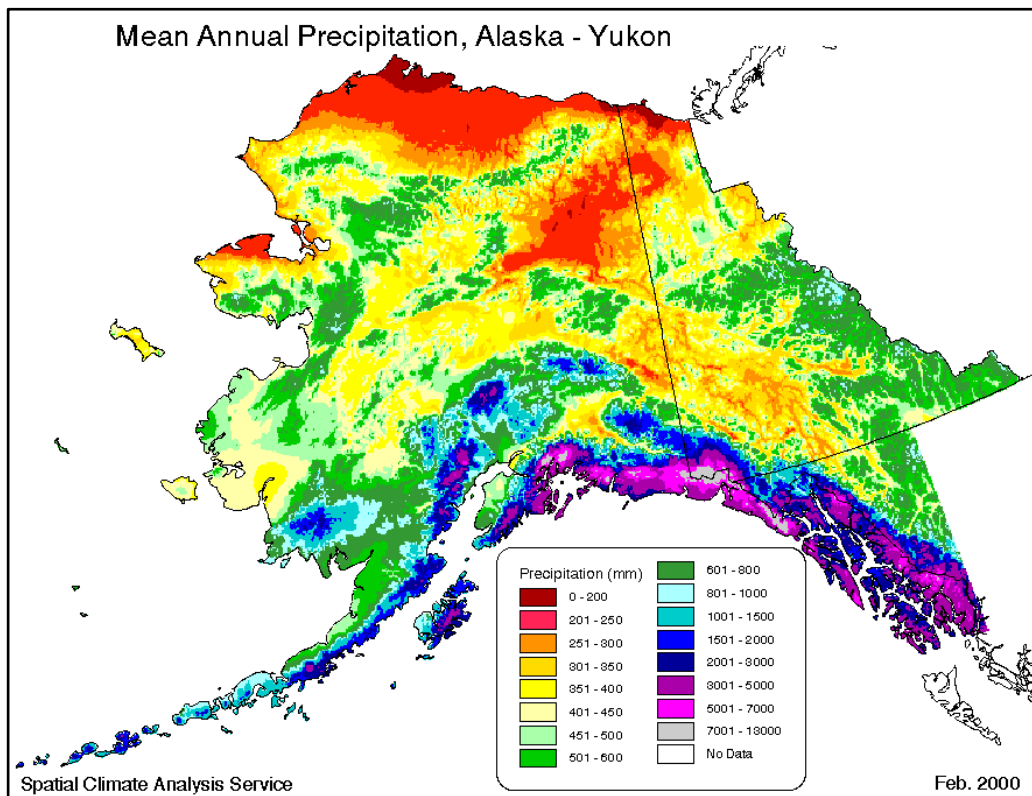 Mean Annual Precipitation, Alaska - Yukon
Precipitation (mm)
0 - 200
201 - 250
251 - 300
301 - 350
351 - 400
401 - 450
451 - 500
501 - 600
601 - 800
801 - 1000
1001 - 1500
1501 - 2000
2001 - 3000
3001 - 5000
5001 - 7000
7001 - 13000
No Data
Spatial Climate Analysis Service
Feb. 2000